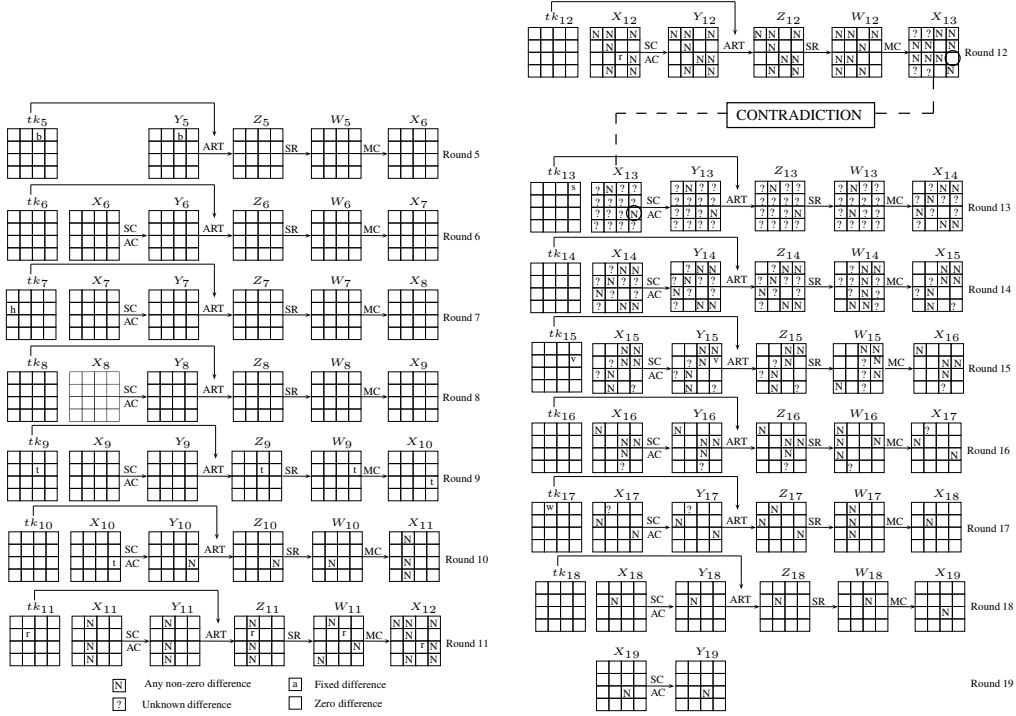 tk5 Y5 Z5 W5 X6
b b ART SR MC Round 5
tk6 X6 Y6 Z6 W6 X7
SC AC ART SR MC Round 6
tk7 X7 Y7 Z7 W7 X8
h SC AC ART SR MC Round 7
tk8 X8 Y8 Z8 W8 X9
SC AC ART SR MC Round 8
tk9 X9 Y9 Z9 W9 X10
t SC AC ART t SR t MC t Round 9
tk10 X10 Y10 Z10 W10 X11
t SC AC N ART N SR N MC N N N Round 10
tk11 X11 Y11 Z11 W11 X12
r N N N SC AC N N N ART N r N N SR N r N N MC N N N N r N N Round 11
N Any non-zero difference a Fixed difference
? Unknown difference Zero difference
tk12 X12 Y12 Z12 W12 X13
N N N N r N N SC AC N N N N N N ART N N N N N N SR N N N N N N MC ? ? N N N N N N N N ? ? N Round 12
CONTRADICTION
tk13 X13 Y13 Z13 W13 X14
s ? N ? ? ? ? ? ? ? ? ? N ? ? ? ? SC AC ? N ? ? ? ? ? ? ? ? ? N ? ? ? ? ART SR MC Round 13
tk14 X14 Y14 Z14 W14 X15
SC AC ART SR MC Round 14
tk15 X15 Y15 Z15 W15 X16
v SC AC v ART SR MC Round 15
tk16 X16 Y16 Z16 W16 X17
N N N N ? SC AC N N N N ? ART N N N N ? SR N N N N ? MC ? N N Round 16
tk17 X17 Y17 Z17 W17 X18
w ? N N SC AC ? N N ART N N SR N N N MC N Round 17
tk18 X18 Y18 Z18 W18 X19
N SC AC N ART N SR N MC N Round 18
X19 Y19
N SC AC N Round 19